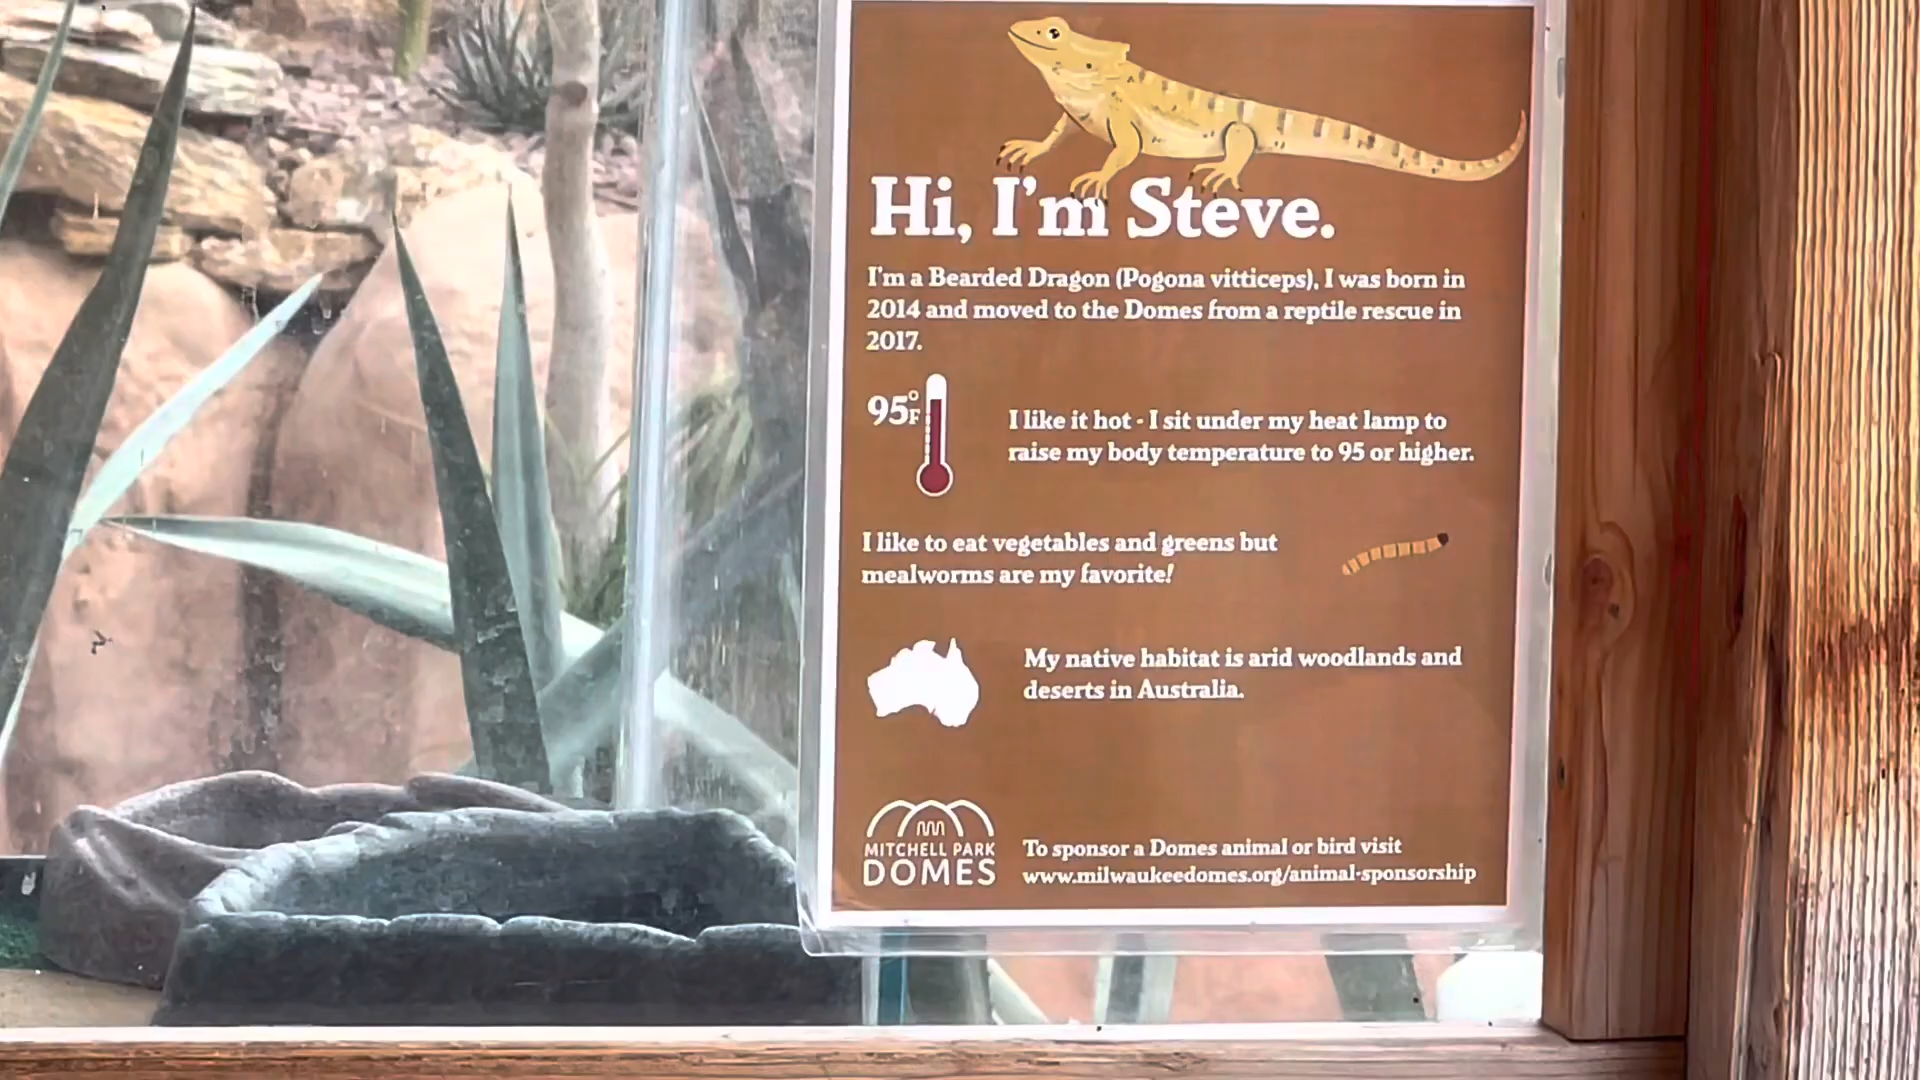 Hi, I'm Steve.
I'm a Bearded Dragon (Pogona vitticeps), I was born in
2014 and moved to the Domes from a reptile rescue in
2017.
95°F
I like it hot - I sit under my heat lamp to
raise my body temperature to 95 or higher.
I like to eat vegetables and greens but
mealworms are my favorite!
My native habitat is arid woodlands and
deserts in Australia.
MITCHELL PARK
DOMES
To sponsor a Domes animal or bird visit
www.milwaukeedomes.org/animal-sponsorship